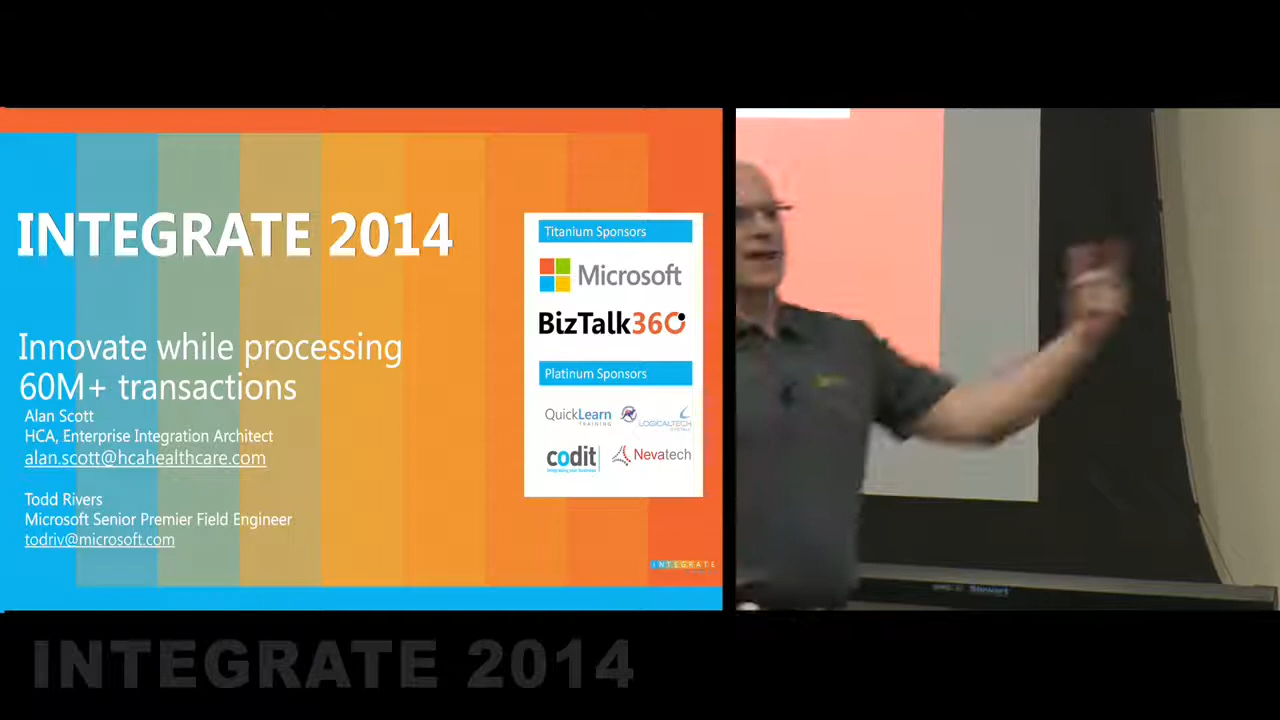 INTEGRATE 2014
Innovate while processing
60M+ transactions
Alan Scott
HCA, Enterprise Integration Architect
alan.scott@hcahealthcare.com
Todd Rivers
Microsoft Senior Premier Field Engineer
todriv@microsoft.com
Titanium Sponsors
Microsoft
BizTalk360
Platinum Sponsors
QuickLearn
TRAINING
LOGICALTECH
codit
Nevatech
INTEGRATE
Stewart
INTEGRATE 2014